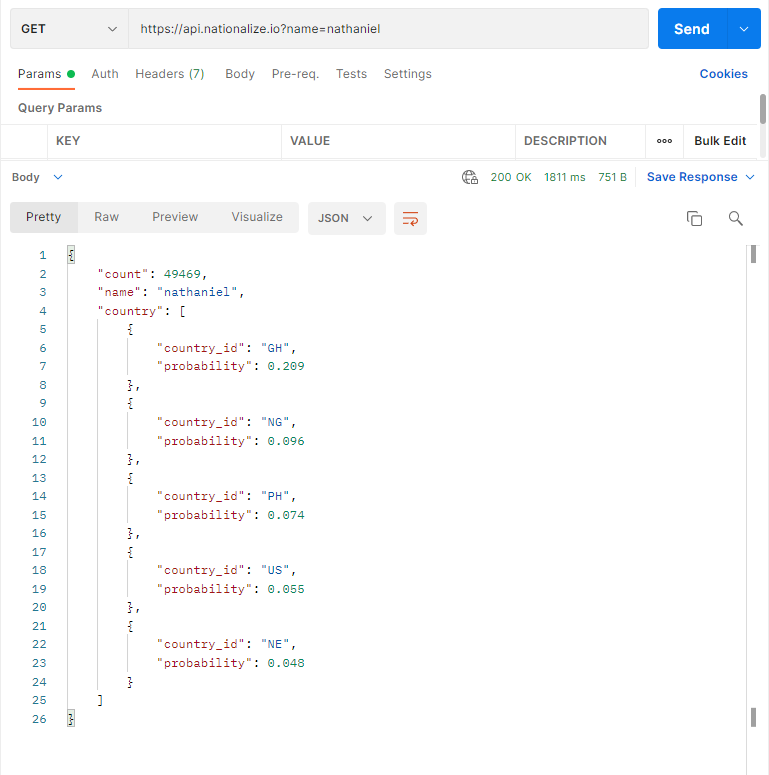 GET https://api.nationalize.io?name=nathaniel Send
Params Auth Headers (7) Body Pre-req. Tests Settings Cookies
Query Params
KEY VALUE DESCRIPTION ooo Bulk Edit
Body 200 OK 1811 ms 751 B Save Response
Pretty Raw Preview Visualize JSON
1 {
2 "count": 49469,
3 "name": "nathaniel",
4 "country": [
5 {
6 "country_id": "GH",
7 "probability": 0.209
8 },
9 {
10 "country_id": "NG",
11 "probability": 0.096
12 },
13 {
14 "country_id": "PH",
15 "probability": 0.074
16 },
17 {
18 "country_id": "US",
19 "probability": 0.055
20 },
21 {
22 "country_id": "NE",
23 "probability": 0.048
24 }
25 ]
26 }